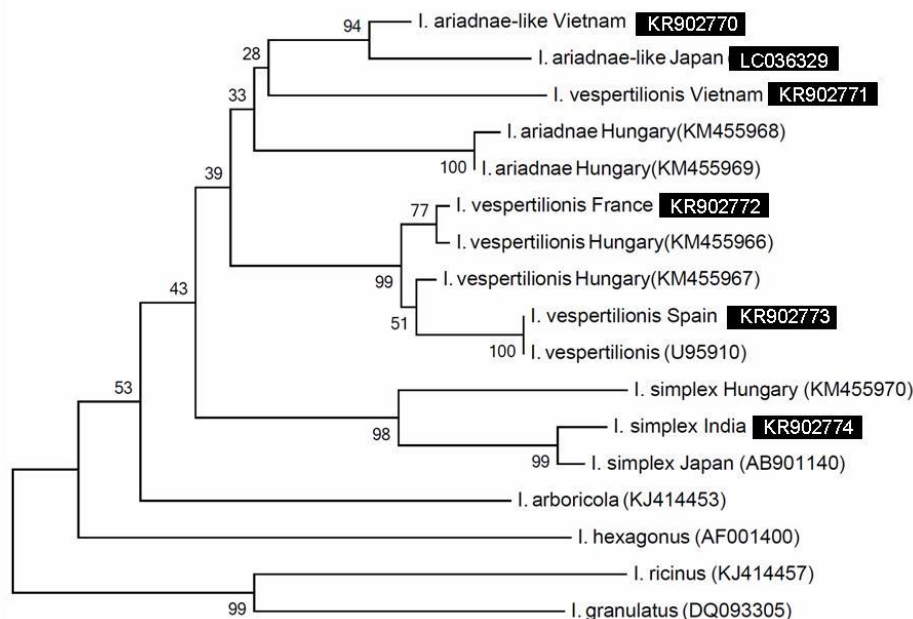 94
I. ariadnae-like Vietnam KR902770
28
I. ariadnae-like Japan LC036329
33
I. vespertilionis Vietnam KR902771
I. ariadnae Hungary(KM455968)
100
I. ariadnae Hungary(KM455969)
39
77
I. vespertilionis France KR902772
I. vespertilionis Hungary(KM455966)
99
I. vespertilionis Hungary(KM455967)
43
51
I. vespertilionis Spain KR902773
100
I. vespertilionis (U95910)
53
I. simplex Hungary (KM455970)
98
I. simplex India KR902774
99
I. simplex Japan (AB901140)
I. arboricola (KJ414453)
I. hexagonus (AF001400)
I. ricinus (KJ414457)
99
I. granulatus (DQ093305)